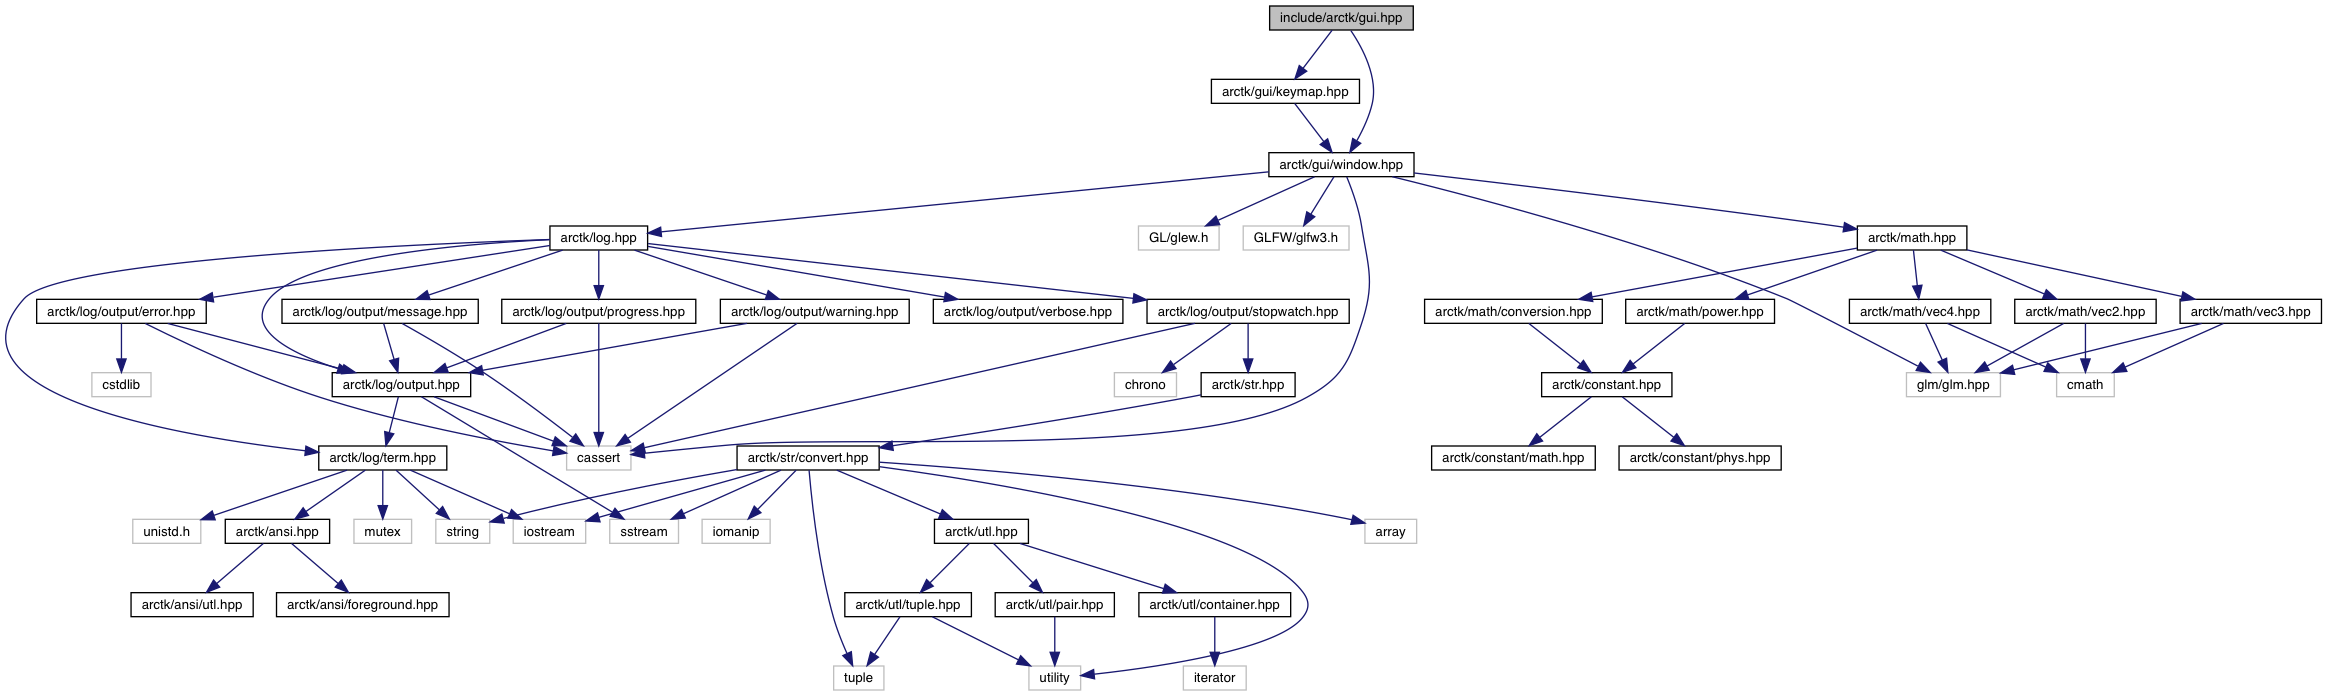 include/arctk/gui.hpp
arctk/gui/keymap.hpp
arctk/gui/window.hpp
arctk/log.hpp
GL/glew.h
GLFW/glfw3.h
arctk/math.hpp
arctk/log/output/error.hpp
arctk/log/output/message.hpp
arctk/log/output/progress.hpp
arctk/log/output/warning.hpp
arctk/log/output/verbose.hpp
arctk/log/output/stopwatch.hpp
arctk/math/conversion.hpp
arctk/math/power.hpp
arctk/math/vec4.hpp
arctk/math/vec2.hpp
arctk/math/vec3.hpp
cstdlib
arctk/log/output.hpp
chrono
arctk/str.hpp
arctk/constant.hpp
glm/glm.hpp
cmath
arctk/log/term.hpp
cassert
arctk/str/convert.hpp
arctk/constant/math.hpp
arctk/constant/phys.hpp
unistd.h
arctk/ansi.hpp
mutex
string
iostream
sstream
iomanip
arctk/utl.hpp
array
arctk/ansi/utl.hpp
arctk/ansi/foreground.hpp
arctk/utl/tuple.hpp
arctk/utl/pair.hpp
arctk/utl/container.hpp
tuple
utility
iterator